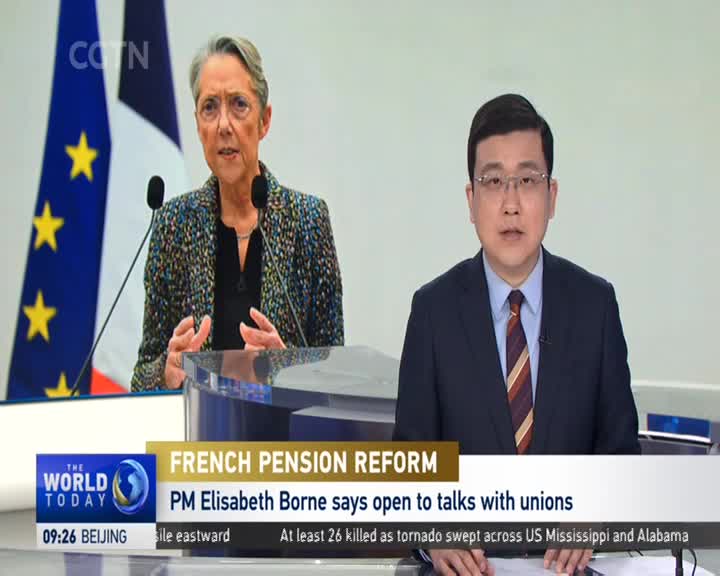 CGTN
FRENCH PENSION REFORM
THE
WORLD
TODAY
PM Elisabeth Borne says open to talks with unions
09:26 BEIJING
sile eastward At least 26 killed as tornado swept across US Mississippi and Alabama